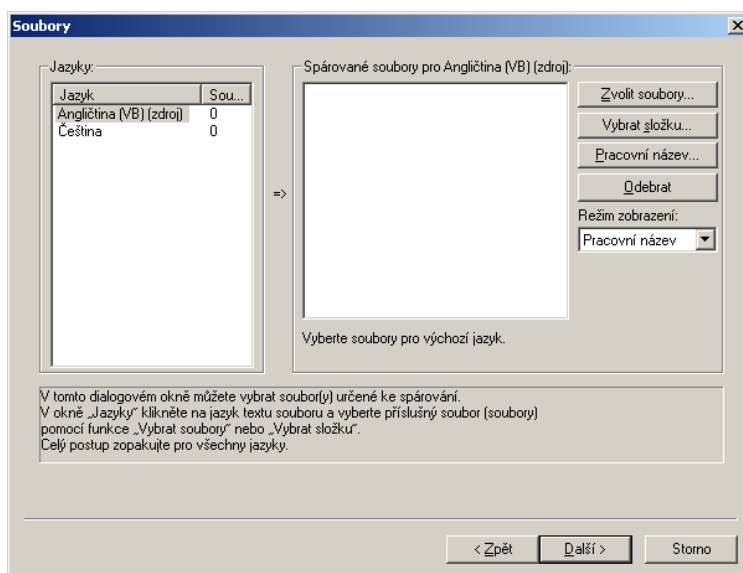 Soubory
Jazyky:
Jazyk Sou...
Angličtina (VB) (zdroj) 0
Čeština 0
=>
Spárované soubory pro Angličtina (VB) (zdroj):
Zvolit soubory...
Vybrat složku...
Pracovní název...
Odebrat
Režim zobrazení:
Pracovní název
Vyberte soubory pro výchozí jazyk.
V tomto dialogovém okně můžete vybrat soubor(y) určené ke spárování.
V okně „Jazyky“ klikněte na jazyk textu souboru a vyberte příslušný soubor (soubory)
pomocí funkce „Vybrat soubory“ nebo „Vybrat složku“.
Celý postup zopakujte pro všechny jazyky.
< Zpět
Další >
Storno